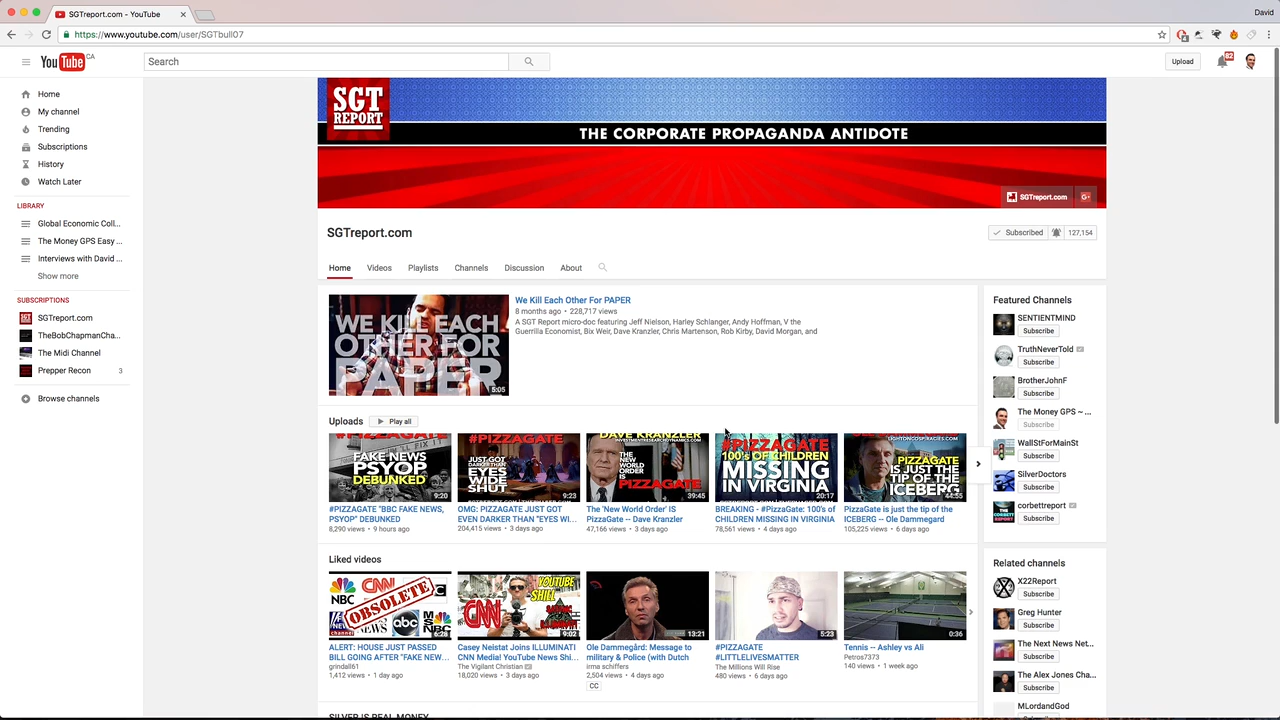 SGTreport.com - YouTube
David
https://www.youtube.com/user/SGTbull07
YouTube CA
Search
Upload
82
Home
My channel
Trending
Subscriptions
History
Watch Later
LIBRARY
Global Economic Coll...
The Money GPS Easy ...
Interviews with David ...
Show more
SUBSCRIPTIONS
SGTreport.com
TheBobChapmanCha...
The Midi Channel
Prepper Recon 3
Browse channels
SGT
REPORT
THE CORPORATE PROPAGANDA ANTIDOTE
SGTreport.com
SGTreport.com
Subscribed 127,154
Home Videos Playlists Channels Discussion About
WE KILL EACH
OTHER FOR
PAPER
5:05
We Kill Each Other For PAPER
8 months ago • 228,717 views
A SGT Report micro-doc featuring Jeff Nielson, Harley Schlanger, Andy Hoffman, V the
Guerrilla Economist, Bix Weir, Dave Kranzler, Chris Martenson, Rob Kirby, David Morgan, and
Uploads Play all
#PIZZAGATE
FAKE NEWS
PSYOP
DEBUNKED
9:20
#PIZZAGATE "BBC FAKE NEWS,
PSYOP" DEBUNKED
8,290 views • 9 hours ago
#PIZZAGATE
JUST GOT
DARKER THAN
EYES
WIDE
SHUT
9:23
OMG: PIZZAGATE JUST GOT
EVEN DARKER THAN "EYES WI...
204,415 views • 3 days ago
DAVE KRANZLER
INVESTMENTRESEARCHDYNAMICS.COM
THE
NEW
WORLD
ORDER
IS
PIZZAGATE
39:45
The 'New World Order' IS
PizzaGate -- Dave Kranzler
47,166 views • 3 days ago
#PIZZAGATE
100's OF CHILDREN
MISSING
IN VIRGINIA
20:17
BREAKING - #PizzaGate: 100's of
CHILDREN MISSING IN VIRGINIA
78,561 views • 4 days ago
LIGHTONCONSPIRACIES.COM
PIZZAGATE
IS JUST THE
TIP OF THE
ICEBERG
44:55
PizzaGate is just the tip of the
ICEBERG -- Ole Dammegard
105,225 views • 6 days ago
Liked videos
NBC
CNN
OBSOLETE
abc
NBC
6:28
ALERT: HOUSE JUST PASSED
BILL GOING AFTER "FAKE NEW...
grindall61
1,412 views • 1 day ago
YOUTUBE
SHILL
CNN
9:02
Casey Neistat Joins ILLUMINATI
CNN Media! YouTube News Shi...
The Vigilant Christian
18,020 views • 3 days ago
13:21
Ole Dammegård: Message to
military & Police (with Dutch
Irma schiffers
2,504 views • 4 days ago
CC
5:23
#PIZZAGATE
#LITTLELIVESMATTER
The Millions Will Rise
480 views • 6 days ago
0:36
Tennis -- Ashley vs Ali
Petros7373
140 views • 1 week ago
SILVER IS REAL MONEY
Featured Channels
SENTIENTMIND
Subscribe
TruthNeverTold
Subscribe
BrotherJohnF
Subscribe
The Money GPS ~ ...
Subscribe
WallStForMainSt
Subscribe
SilverDoctors
Subscribe
corbettreport
Subscribe
Related channels
X22Report
Subscribe
Greg Hunter
Subscribe
The Next News Net...
Subscribe
The Alex Jones Cha...
Subscribe
MLordandGod